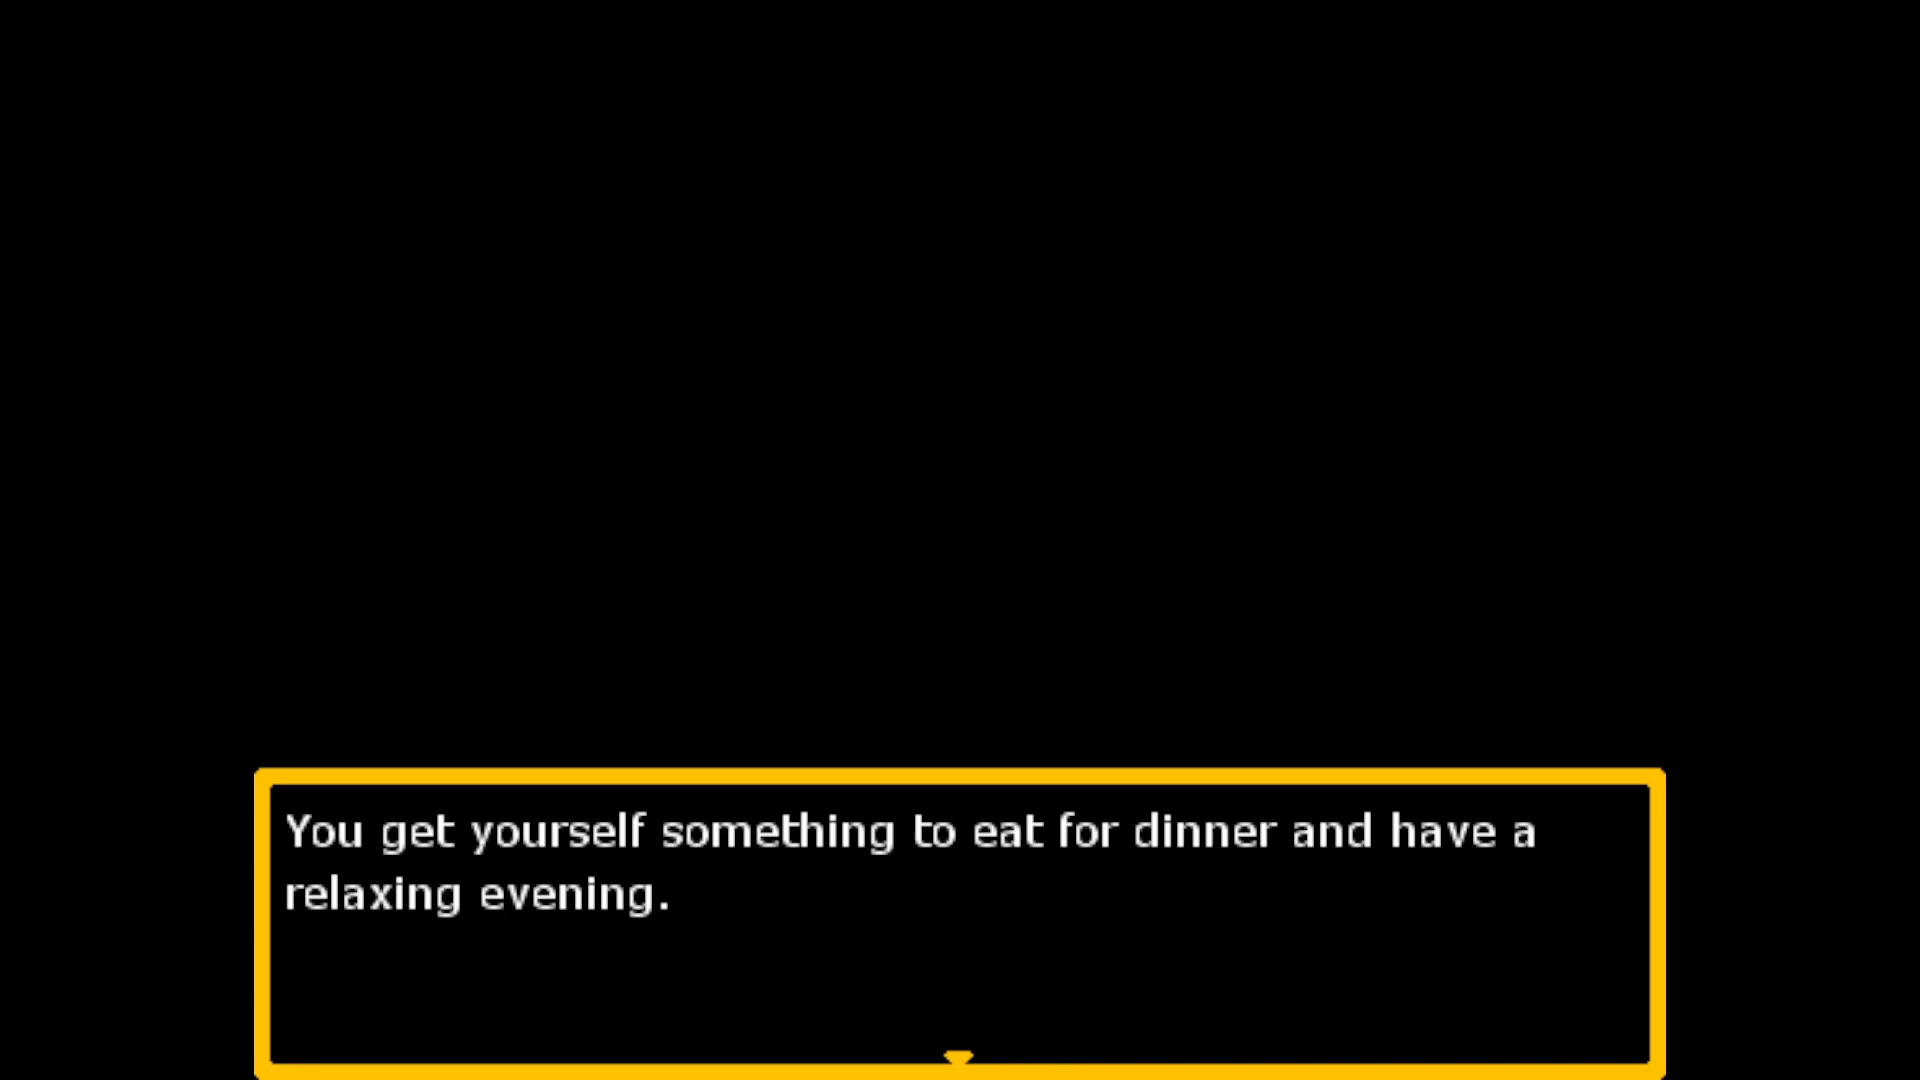 You get yourself something to eat for dinner and have a
relaxing evening.